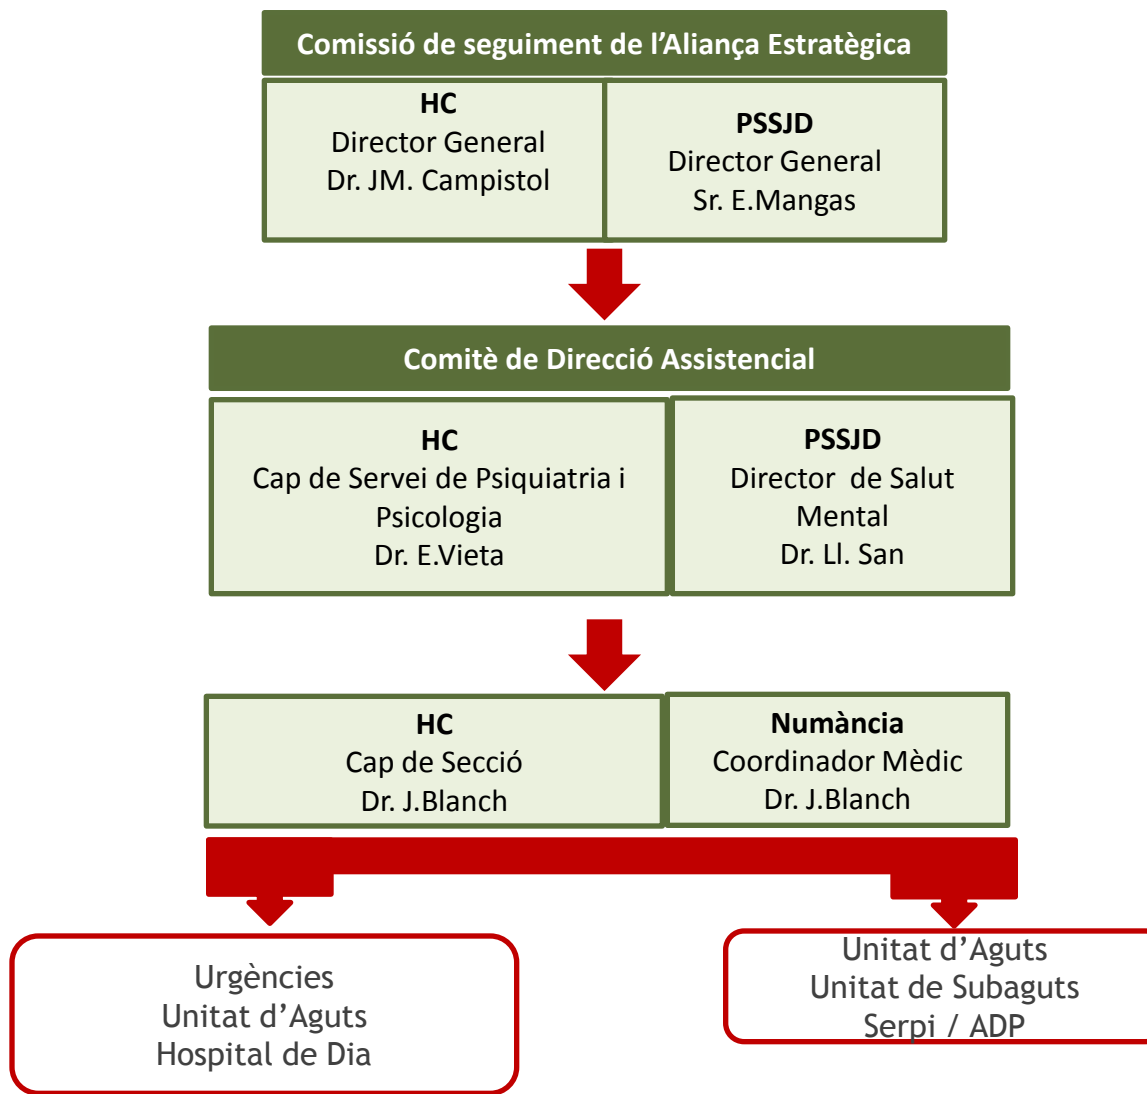 Comissió de seguiment de l’Aliança Estratègica
HC
Director General
Dr. JM. Campistol
PSSJD
Director General
Sr. E.Mangas
Comitè de Direcció Assistencial
HC
Cap de Servei de Psiquiatria i
Psicologia
Dr. E.Vieta
PSSJD
Director  de Salut
Mental
Dr. Ll. San
HC
Cap de Secció
Dr. J.Blanch
Numància
Coordinador Mèdic
Dr. J.Blanch
Urgències
Unitat d’Aguts
Hospital de Dia
Unitat d’Aguts
Unitat de Subaguts
Serpi / ADP